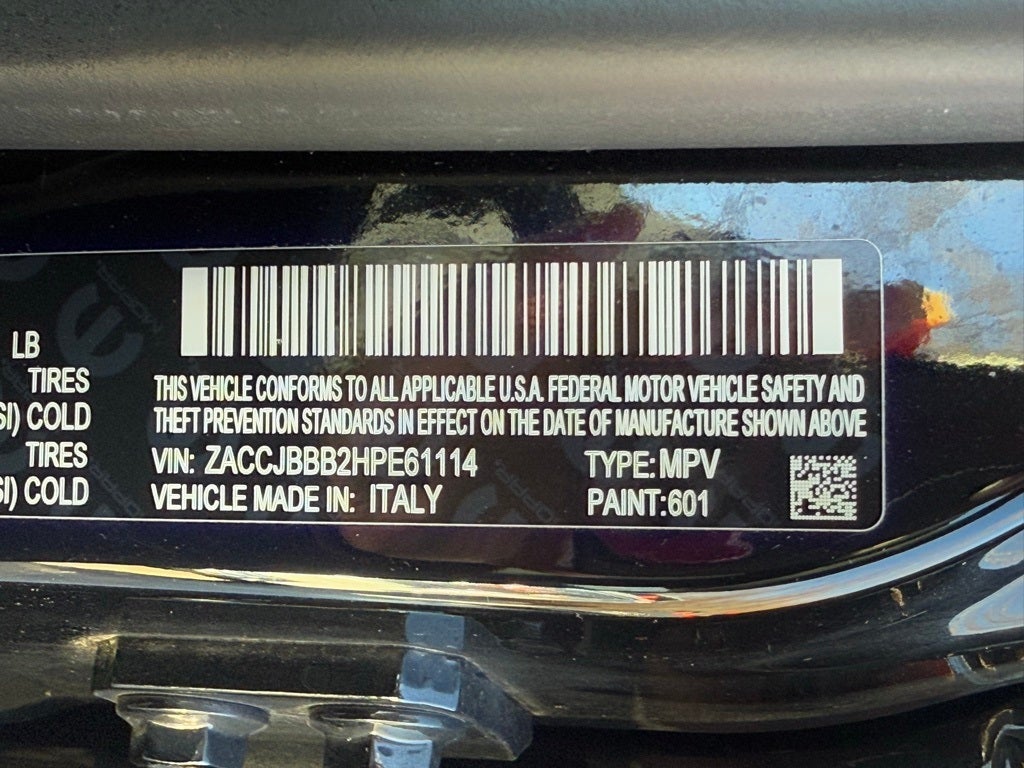 LB
TIRES
SI) COLD
TIRES
SI) COLD
THIS VEHICLE CONFORMS TO ALL APPLICABLE U.S.A. FEDERAL MOTOR VEHICLE SAFETY AND
THEFT PREVENTION STANDARDS IN EFFECT ON THE DATE OF MANUFACTURE SHOWN ABOVE
VIN: ZACCJBBB2HPE61114 TYPE: MPV
VEHICLE MADE IN: ITALY PAINT: 601